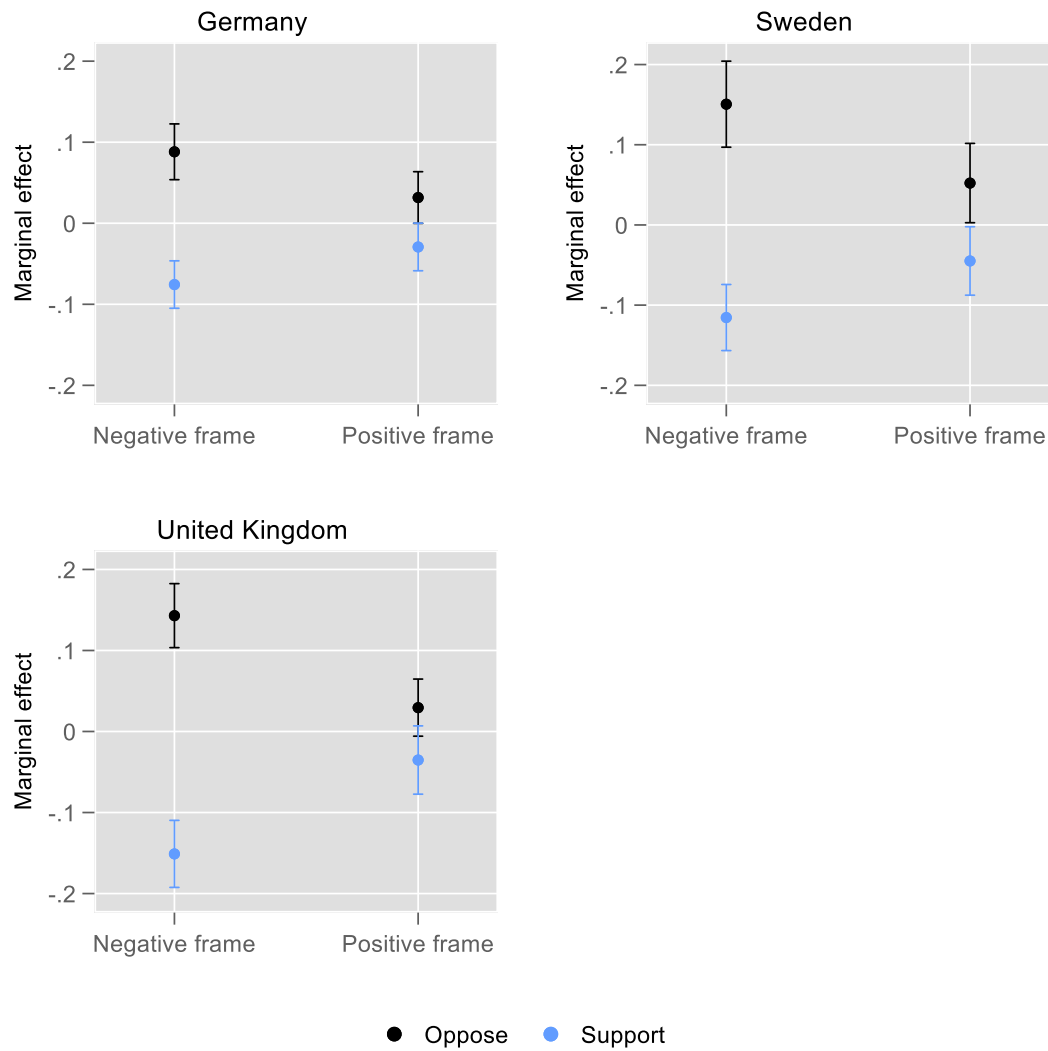 Germany
Marginal effect
.2
.1
0
-.1
-.2
Negative frame Positive frame
Sweden
Marginal effect
.2
.1
0
-.1
-.2
Negative frame Positive frame
United Kingdom
Marginal effect
.2
.1
0
-.1
-.2
Negative frame Positive frame
Oppose Support